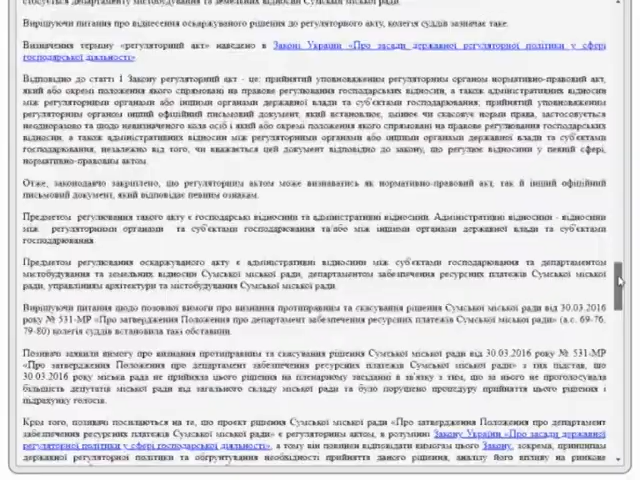 стосується департаменту містобудування та земельних відносин Сумської міської ради.
Вирішуючи питання про віднесення оскаржуваного рішення до регуляторного акту, колегія суддів зазначає таке.
Визначення терміну «регуляторний акт» наведено в Законі України «Про засади державної регуляторної політики у сфері
господарської діяльності».
Відповідно до статті 1 Закону регуляторний акт - це: прийнятий уповноваженим регуляторним органом нормативно-правовий акт,
який або окремі положення якого спрямовані на правове регулювання господарських відносин, а також адміністративних відносин
між регуляторними органами або іншими органами державної влади та суб'єктами господарювання; прийнятий уповноваженим
регуляторним органом інший офіційний письмовий документ, який встановлює, змінює чи скасовує норми права, застосовується
неодноразово та щодо невизначеного кола осіб і який або окремі положення якого спрямовані на правове регулювання господарських
відносин, а також адміністративних відносин між регуляторними органами або іншими органами державної влади та суб'єктами
господарювання, незалежно від того, чи вважається цей документ відповідно до закону, що регулює відносини у певній сфері,
нормативно-правовим актом.
Отже, законодавчо закріплено, що регуляторним актом може визнаватись як нормативно-правовий акт, так й інший офіційний
письмовий документ, який відповідає певним ознакам.
Предметом регулювання такого акту є господарські відносини та адміністративні відносини. Адміністративні відносини - відносини
між регуляторними органами та суб'єктами господарювання та/або між іншими органами державної влади та суб'єктами
господарювання.
Предметом регулювання оскаржуваного акту є адміністративні відносини між суб'єктами господарювання та департаментом
містобудування та земельних відносин Сумської міської ради, департаментом забезпечення ресурсних платежів Сумської міської
ради, управлінням архітектури та містобудування Сумської міської ради.
Вирішуючи питання щодо позовної вимоги про визнання протиправним та скасування рішення Сумської міської ради від 30.03.2016
року № 531-МР «Про затвердження Положення про департамент забезпечення ресурсних платежів Сумської міської ради» (а.с. 69-76,
79-80) колегія суддів встановила такі обставини.
Позивачі заявили вимогу про визнання протиправним та скасування рішення Сумської міської ради від 30.03.2016 року № 531-МР
«Про затвердження Положення про департамент забезпечення ресурсних платежів Сумської міської ради» з тих підстав, що
30.03.2016 року міська рада не прийняла цього рішення на пленарному засіданні в зв'язку з тим, що за нього не проголосувала
більшість депутатів міської ради від загального складу міської ради та було порушено процедуру прийняття цього рішення і
підрахунку голосів.
Крім того, позивачі посилаються на те, що проект рішення Сумської міської ради «Про затвердження Положення про департамент
забезпечення ресурсних платежів Сумської міської ради» є регуляторним актом, в розумінні Закону України «Про засади державної
регуляторної політики у сфері господарської діяльності», а тому він повинен відповідати вимогам цього Закону, зокрема, принципам
державної регуляторної політики та обґрунтування необхідності прийняття даного рішення, аналізу його впливу на ринкове